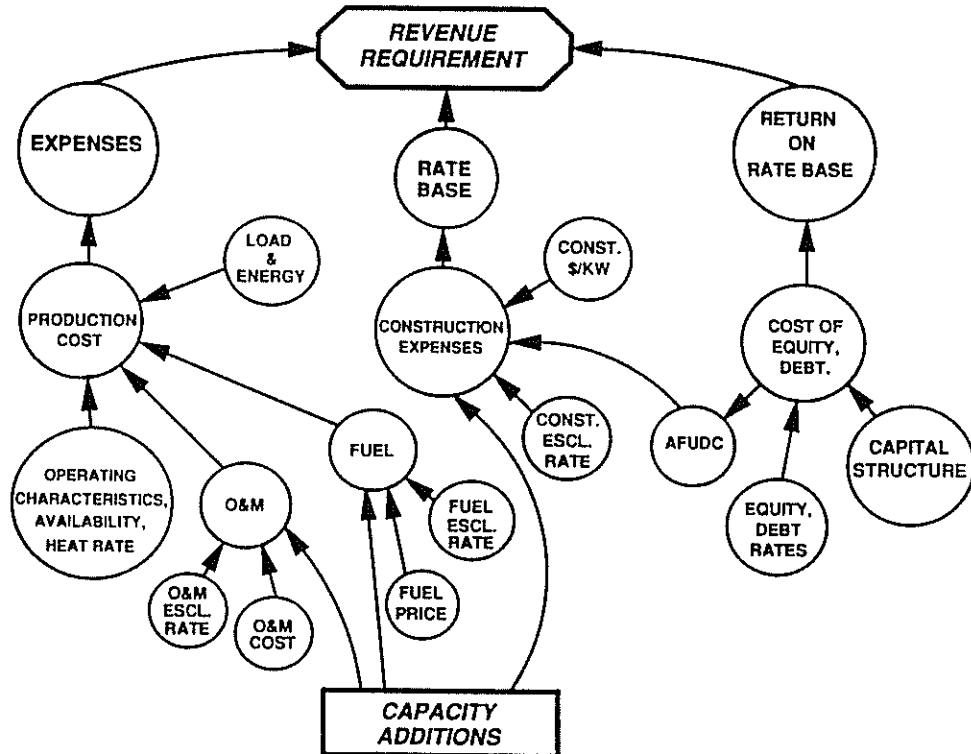 REVENUE
REQUIREMENT
EXPENSES
RATE
BASE
RETURN
ON
RATE BASE
LOAD
&
ENERGY
CONST.
$/KW
PRODUCTION
COST
CONSTRUCTION
EXPENSES
COST OF
EQUITY,
DEBT.
OPERATING
CHARACTERISTICS,
AVAILABILITY,
HEAT RATE
O&M
FUEL
FUEL
ESCL.
RATE
CONST.
ESCL.
RATE
AFUDC
CAPITAL
STRUCTURE
EQUITY,
DEBT
RATES
O&M
ESCL.
RATE
O&M
COST
FUEL
PRICE
CAPACITY
ADDITIONS